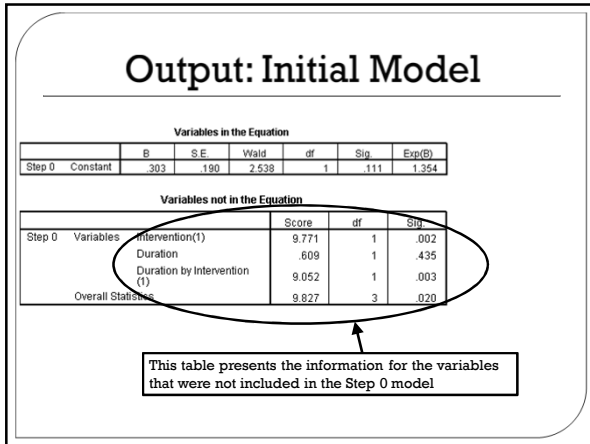 Output: Initial Model
Variables in the Equation
B S.E. Wald df Sig. Exp(B)
Step 0 Constant .303 .190 2.538 1 .111 1.354
Variables not in the Equation
Score df Sig.
Step 0 Variables Intervention(1) 9.771 1 .002
Duration .609 1 .435
Duration by Intervention
(1) 9.052 1 .003
Overall Statistics 9.827 3 .020
This table presents the information for the variables
that were not included in the Step 0 model